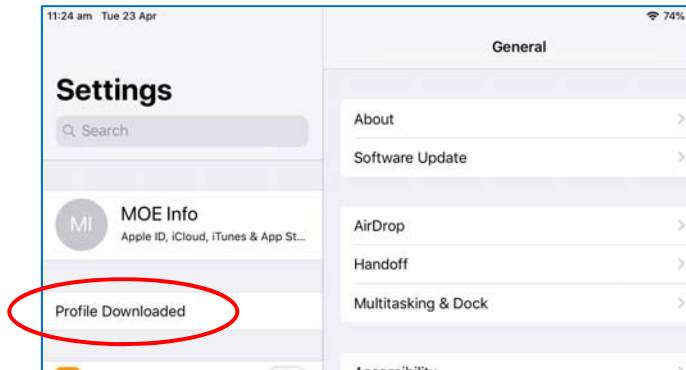 11:24 am Tue 23 Apr
74%
Settings
Search
MI
MOE Info
Apple ID, iCloud, iTunes & App St...
Profile Downloaded
General
About
Software Update
AirDrop
Handoff
Multitasking & Dock
Accessibility